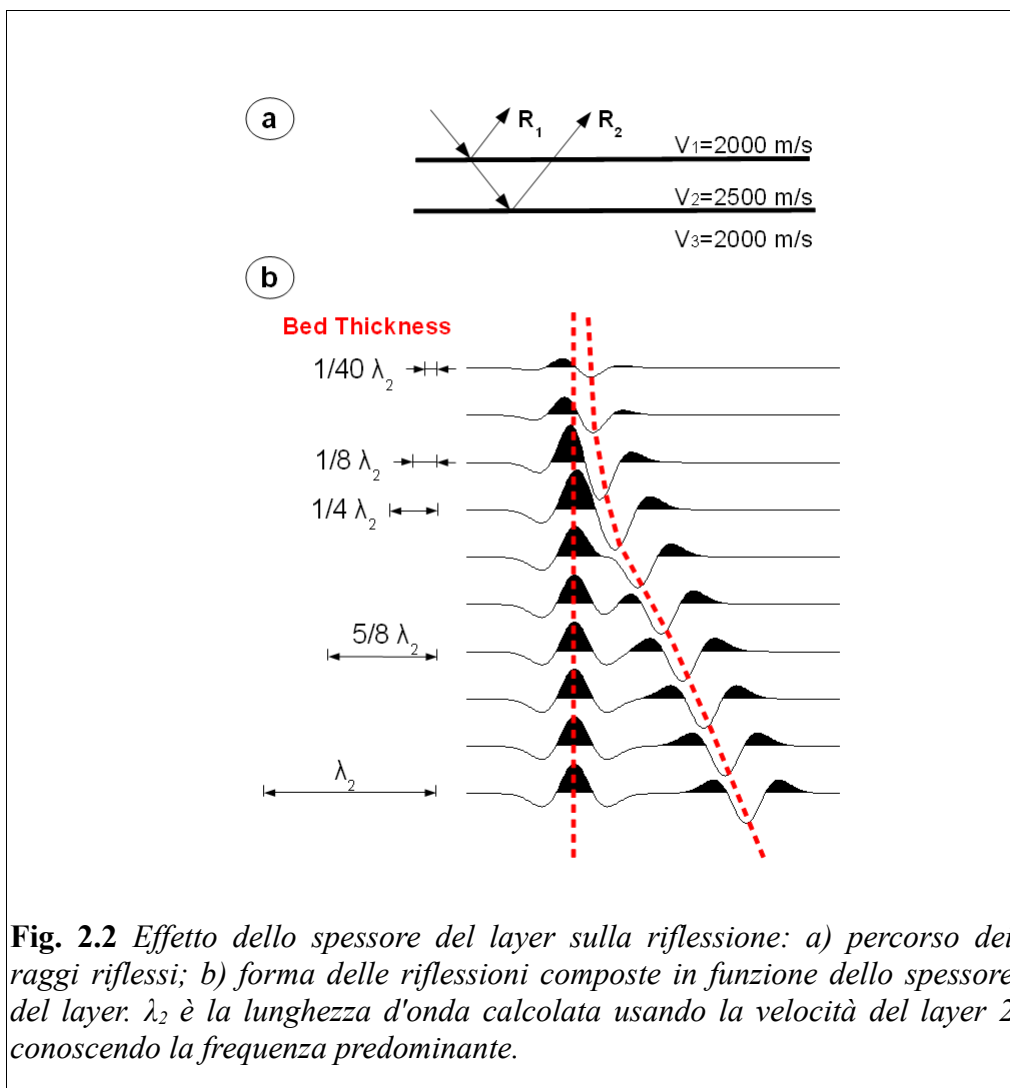 a
R₁ R₂
V₁=2000 m/s
V₂=2500 m/s
V₃=2000 m/s
b
Bed Thickness
1/40 λ₂
1/8 λ₂
1/4 λ₂
5/8 λ₂
λ₂
Fig. 2.2 Effetto dello spessore del layer sulla riflessione: a) percorso dei
raggi riflessi; b) forma delle riflessioni composte in funzione dello spessore
del layer. λ₂ è la lunghezza d'onda calcolata usando la velocità del layer 2
conoscendo la frequenza predominante.